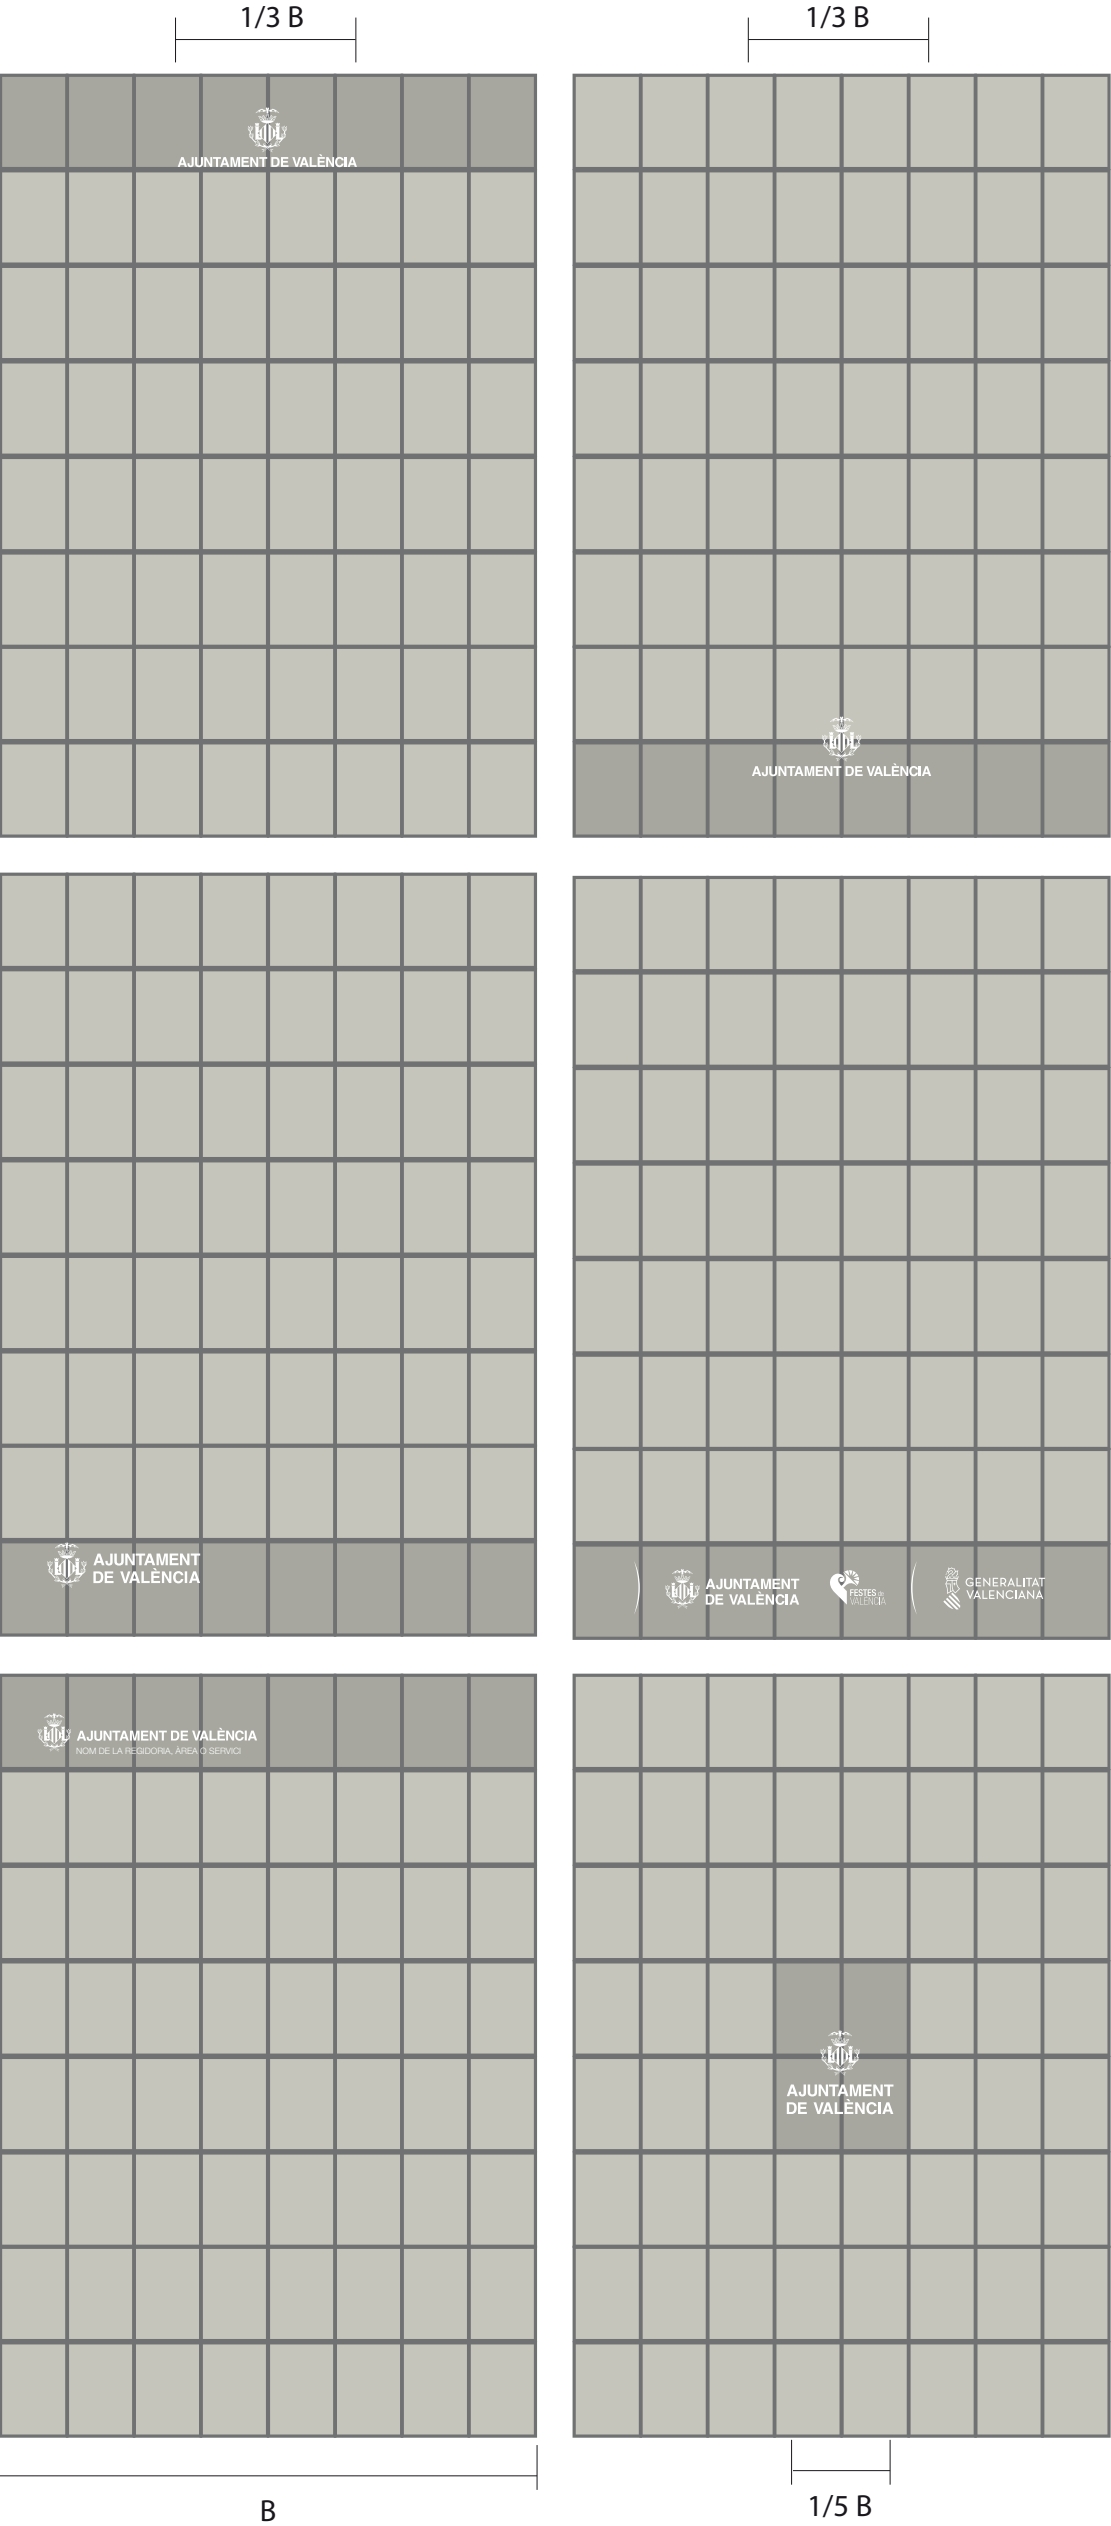 1/3 B
1/3 B
AJUNTAMENT DE VALÈNCIA
AJUNTAMENT DE VALÈNCIA
AJUNTAMENT
DE VALÈNCIA
AJUNTAMENT
DE VALÈNCIA
FESTES de
VALÈNCIA
GENERALITAT
VALENCIANA
AJUNTAMENT DE VALÈNCIA
NOM DE LA REGIDORIA, ÀREA O SERVICI
AJUNTAMENT
DE VALÈNCIA
B
1/5 B